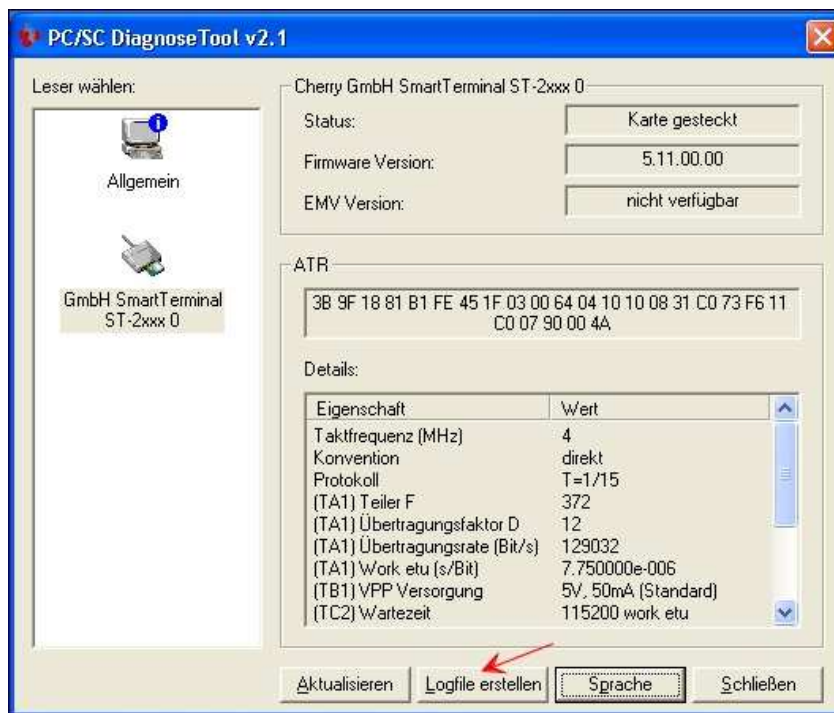 PC/SC DiagnoseTool v2.1
Leser wählen:
Allgemein
GmbH SmartTerminal
ST-2xxx 0
Cherry GmbH SmartTerminal ST-2xxx 0
Status: Karte gesteckt
Firmware Version: 5.11.00.00
EMV Version: nicht verfügbar
ATR
3B 9F 18 81 B1 FE 45 1F 03 00 64 04 10 10 08 31 C0 73 F6 11
C0 07 90 00 4A
Details:
Eigenschaft Wert
Taktfrequenz (MHz) 4
Konvention direkt
Protokoll T=1/15
(TA1) Teiler F 372
(TA1) Übertragungsfaktor D 12
(TA1) Übertragungsrate (Bit/s) 129032
(TA1) Work etu (s/Bit) 7.750000e-006
(TB1) VPP Versorgung 5V, 50mA (Standard)
(TC2) Wartezeit 115200 work etu
Aktualisieren Logfile erstellen Sprache Schließen